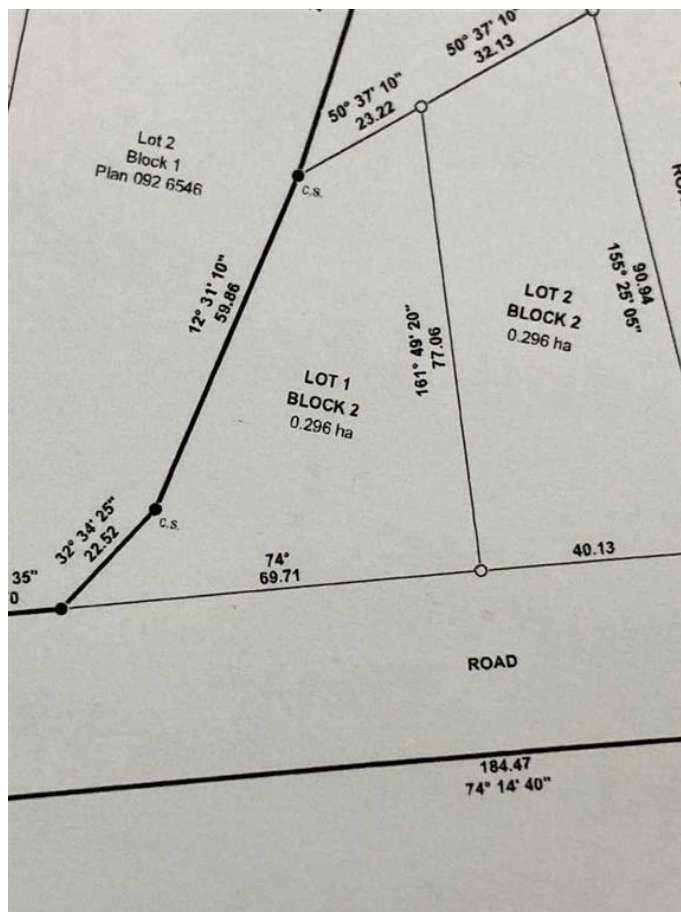 50° 37' 10"
32.13
50° 37' 10"
23.22
Lot 2
Block 1
Plan 092 6546
c.s.
12° 31' 10"
59.86
161° 49' 20"
77.06
90.94
155° 25' 05"
LOT 2
BLOCK 2
0.296 ha
LOT 1
BLOCK 2
0.296 ha
32° 34' 25"
22.52
c.s.
35"
0
74°
69.71
40.13
ROAD
184.47
74° 14' 40"